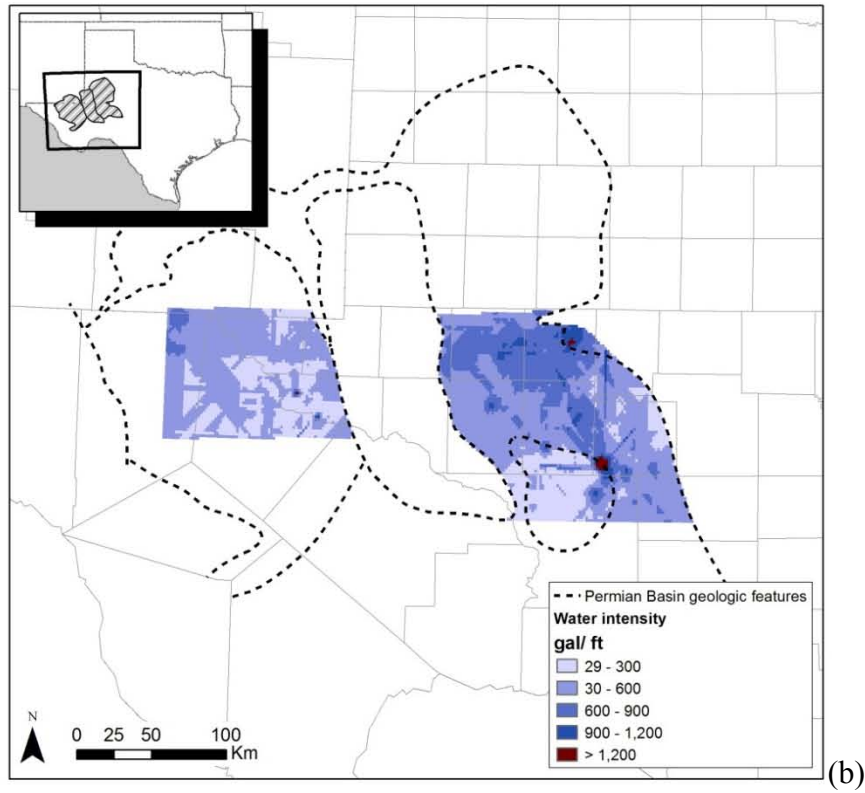 Permian Basin geologic features
Water intensity
gal/ ft
29 - 300
30 - 600
600 - 900
900 - 1,200
> 1,200
N
0 25 50 100
Km
(b)